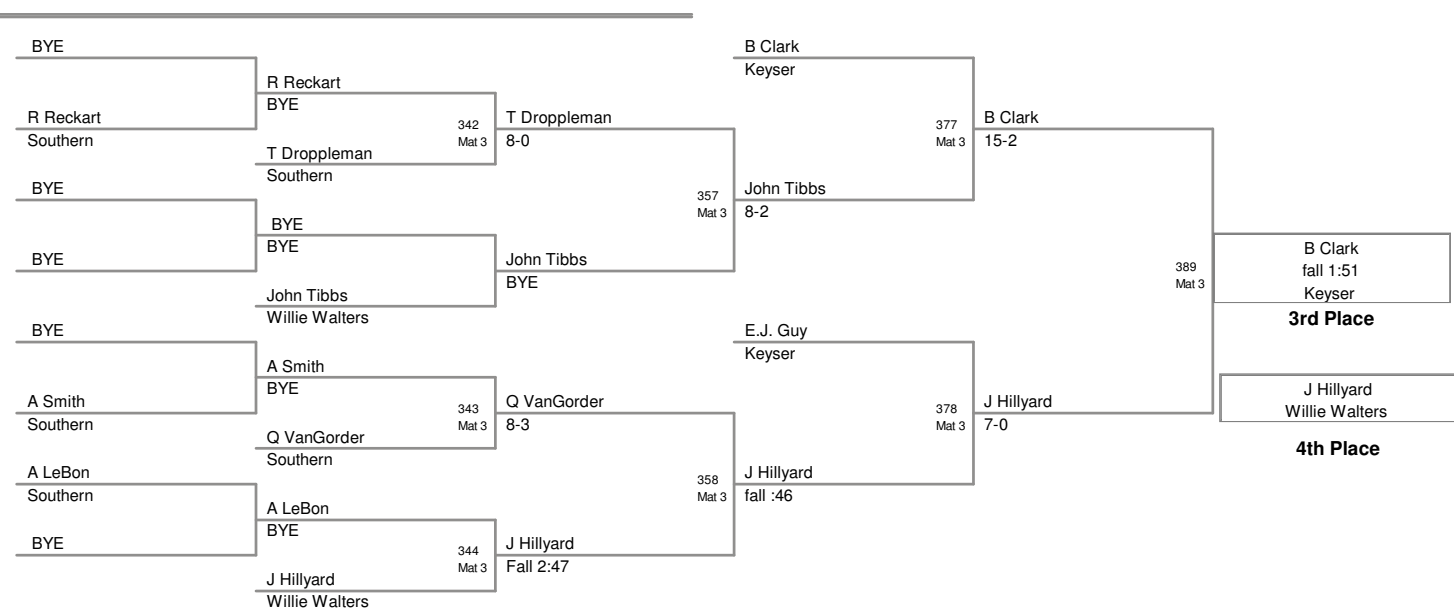 BYE
B Clark
Keyser
R Reckart
BYE
R Reckart
Southern
342
Mat 3
T Droppleman
8-0
377
Mat 3
B Clark
15-2
T Droppleman
Southern
BYE
357
Mat 3
John Tibbs
8-2
BYE
BYE
BYE
John Tibbs
BYE
389
Mat 3
B Clark
fall 1:51
Keyser
3rd Place
John Tibbs
Willie Walters
BYE
E.J. Guy
Keyser
A Smith
BYE
A Smith
Southern
343
Mat 3
Q VanGorder
8-3
378
Mat 3
J Hillyard
7-0
J Hillyard
Willie Walters
4th Place
Q VanGorder
Southern
A LeBon
Southern
358
Mat 3
J Hillyard
fall :46
A LeBon
BYE
BYE
344
Mat 3
J Hillyard
Fall 2:47
J Hillyard
Willie Walters